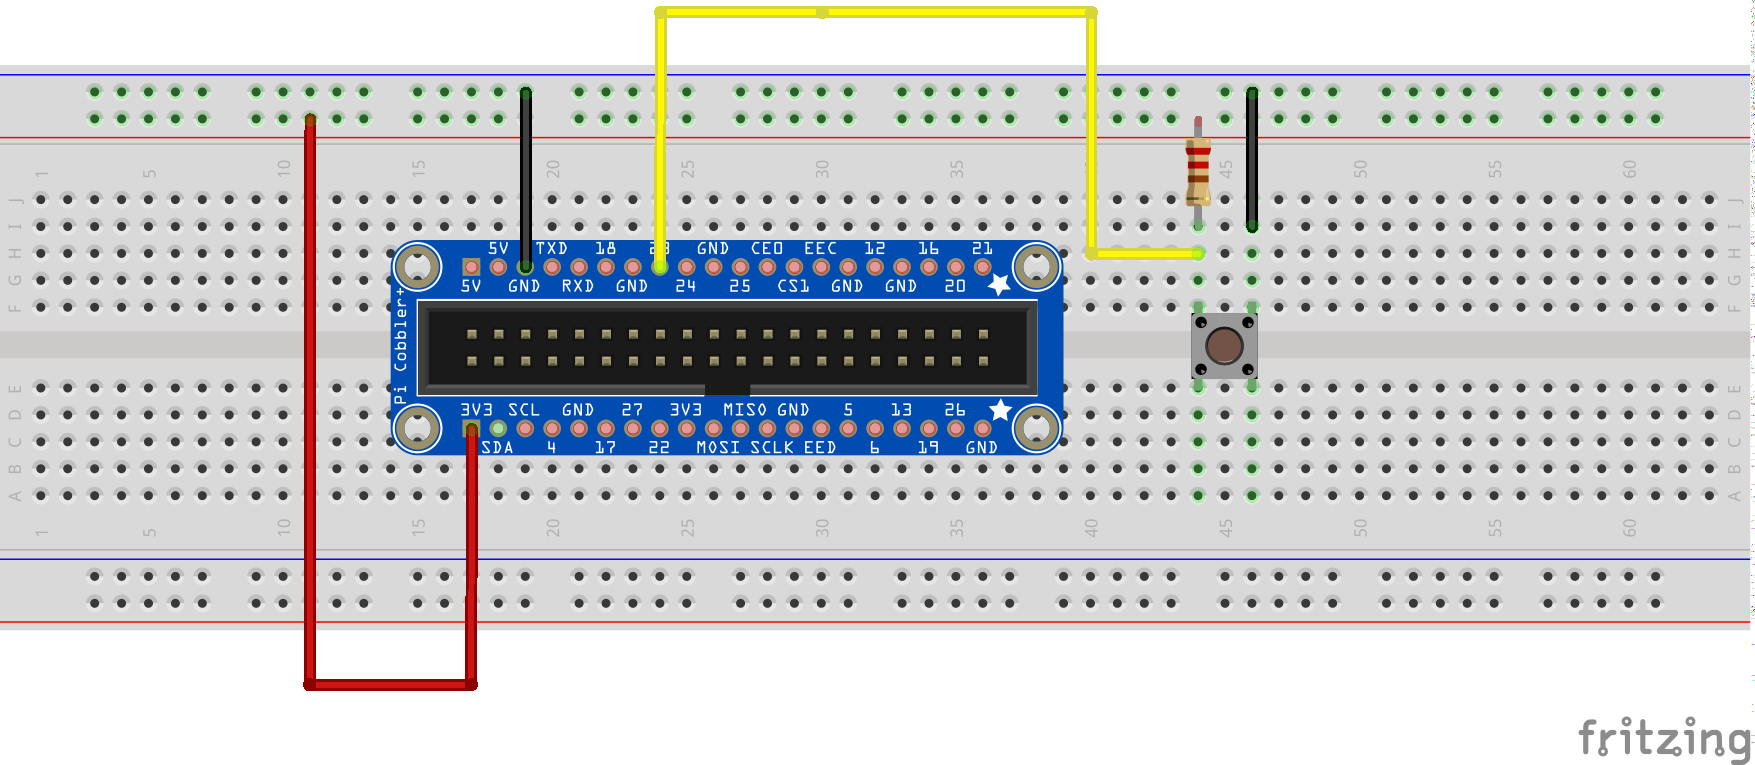 1 5 10 15 20 25 30 35 45 50 55 60
J J
I I
H H
G G
F F
5V TXD 18 23 GND CE0 EEC 12 16 21
5V GND RXD GND 24 25 CS1 GND GND 20
Pi Cobbler+
3V3 SCL GND 27 3V3 MISO GND 5 13 26
SDA 4 17 22 MOSI SCLK EED 6 19 GND
E E
D D
C C
B B
A A
1 5 10 15 20 25 30 35 40 45 50 55 60
fritzing